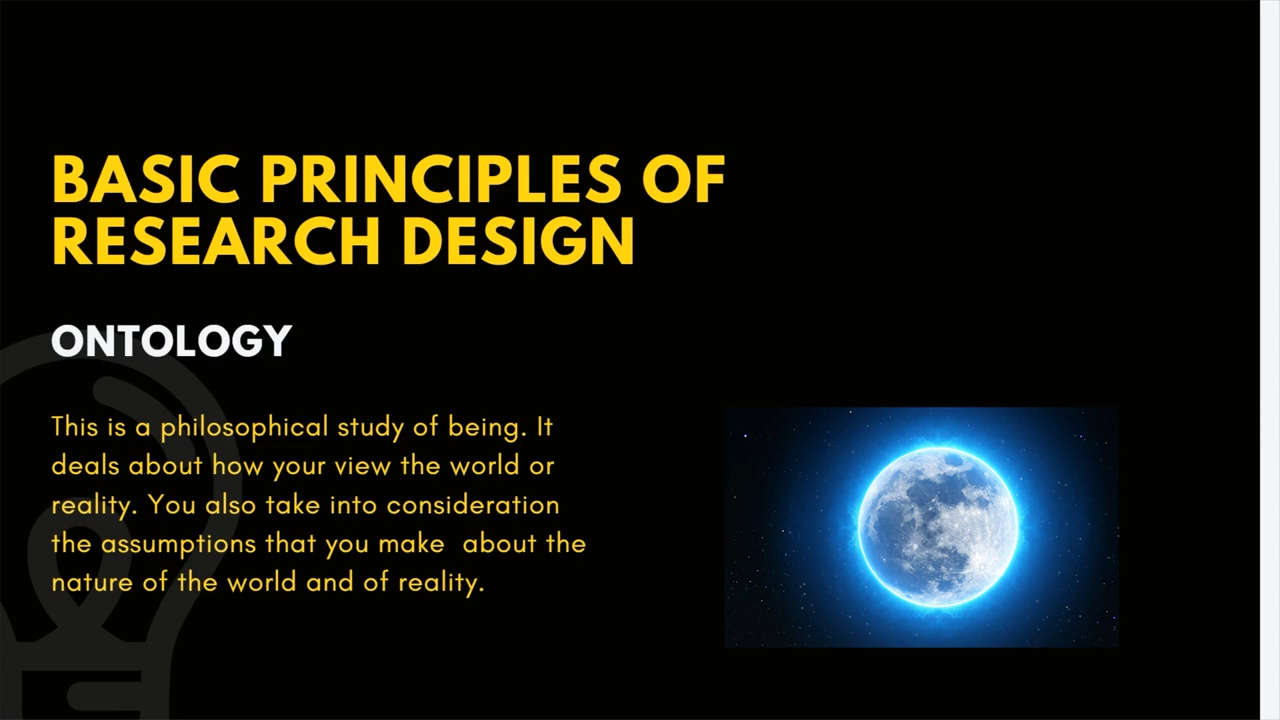 BASIC PRINCIPLES OF
RESEARCH DESIGN
ONTOLOGY
This is a philosophical study of being. It
deals about how your view the world or
reality. You also take into consideration
the assumptions that you make  about the
nature of the world and of reality.